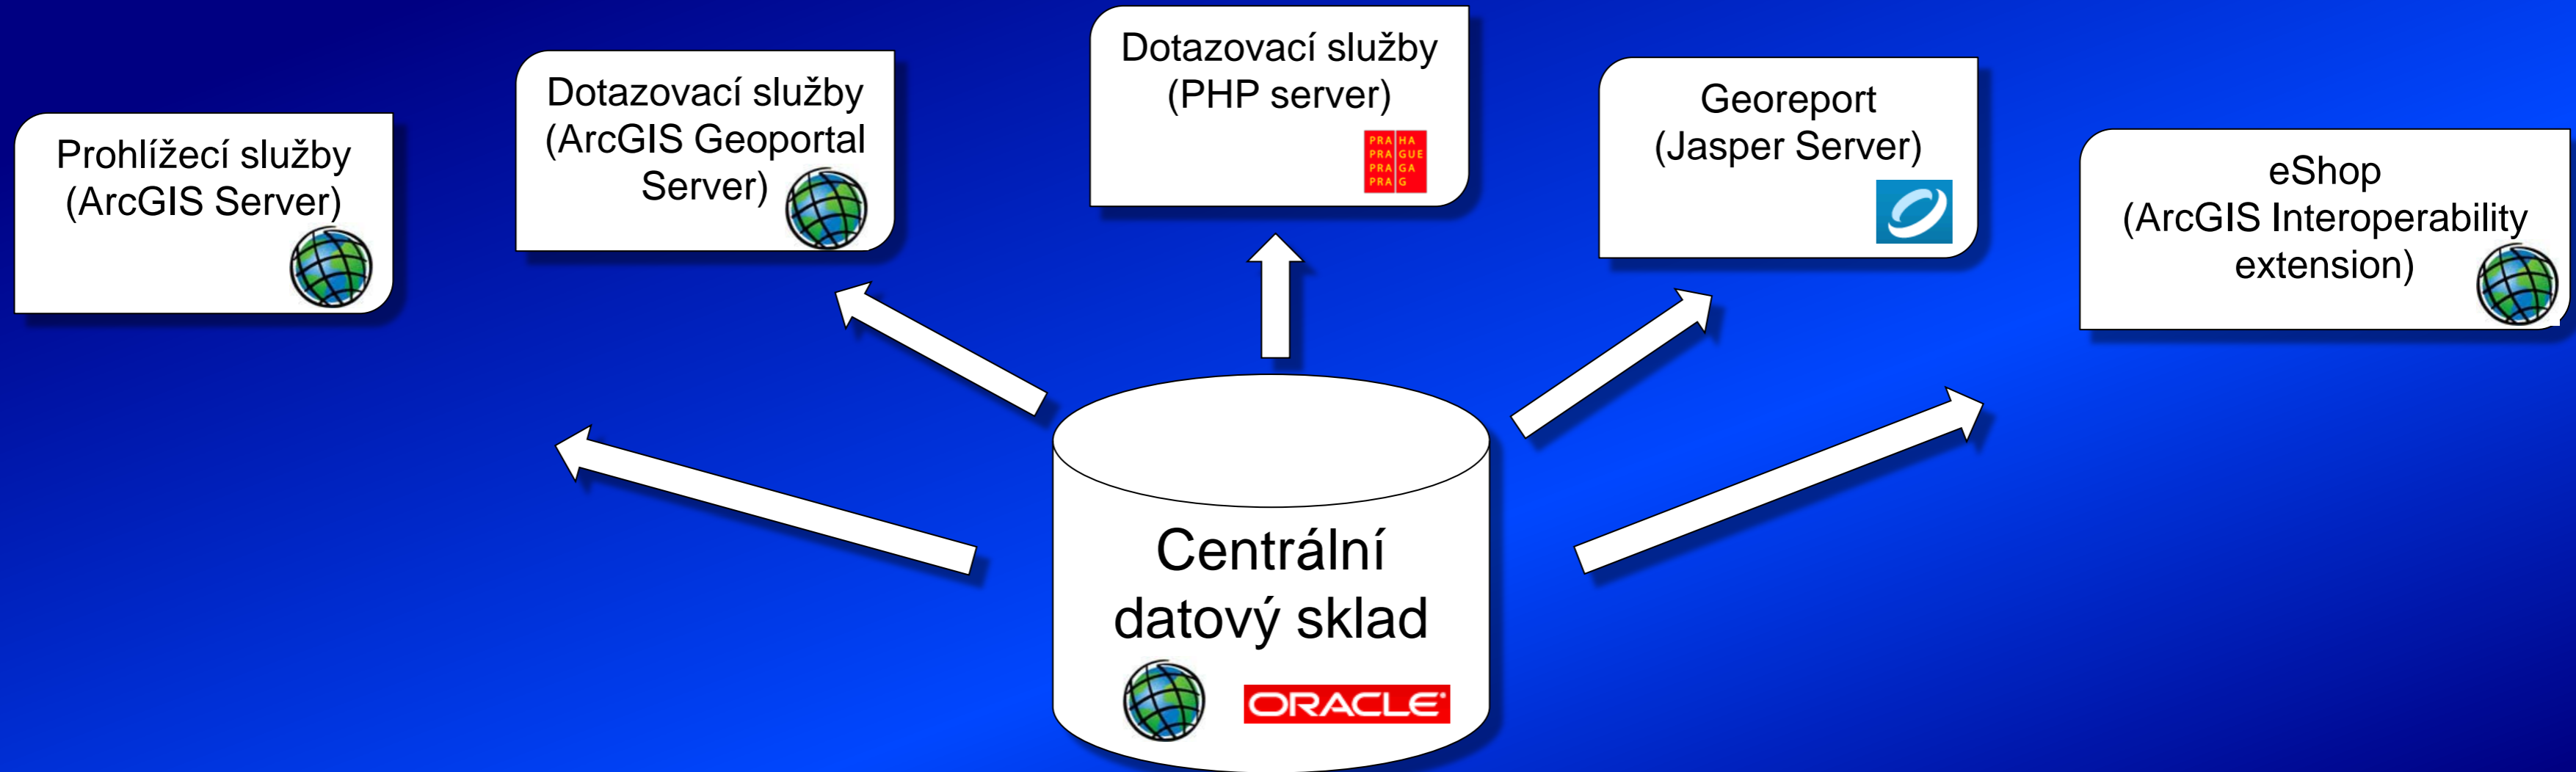 Prohlížecí služby
(ArcGIS Server)
Dotazovací služby
(ArcGIS Geoportal
Server)
Dotazovací služby
(PHP server)
PRA HA
PRA GUE
PRA GA
PRA G
Georeport
(Jasper Server)
eShop
(ArcGIS Interoperability
extension)
Centrální
datový sklad
ORACLE